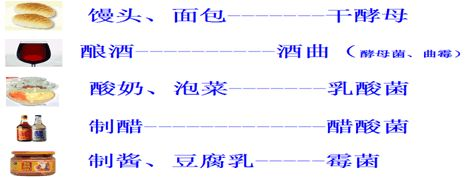 馒头、面包--------干酵母
酿酒-----------酒曲（酵母菌、曲霉）
酸奶、泡菜--------乳酸菌
制醋--------------醋酸菌
制酱、豆腐乳-----霉菌